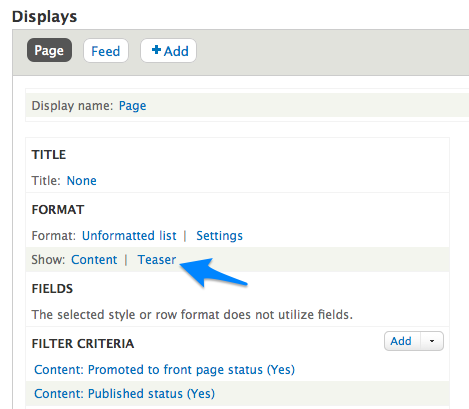 Displays
Page Feed +Add
Display name: Page
TITLE
Title: None
FORMAT
Format: Unformatted list | Settings
Show: Content | Teaser
FIELDS
The selected style or row format does not utilize fields.
FILTER CRITERIA Add
Content: Promoted to front page status (Yes)
Content: Published status (Yes)